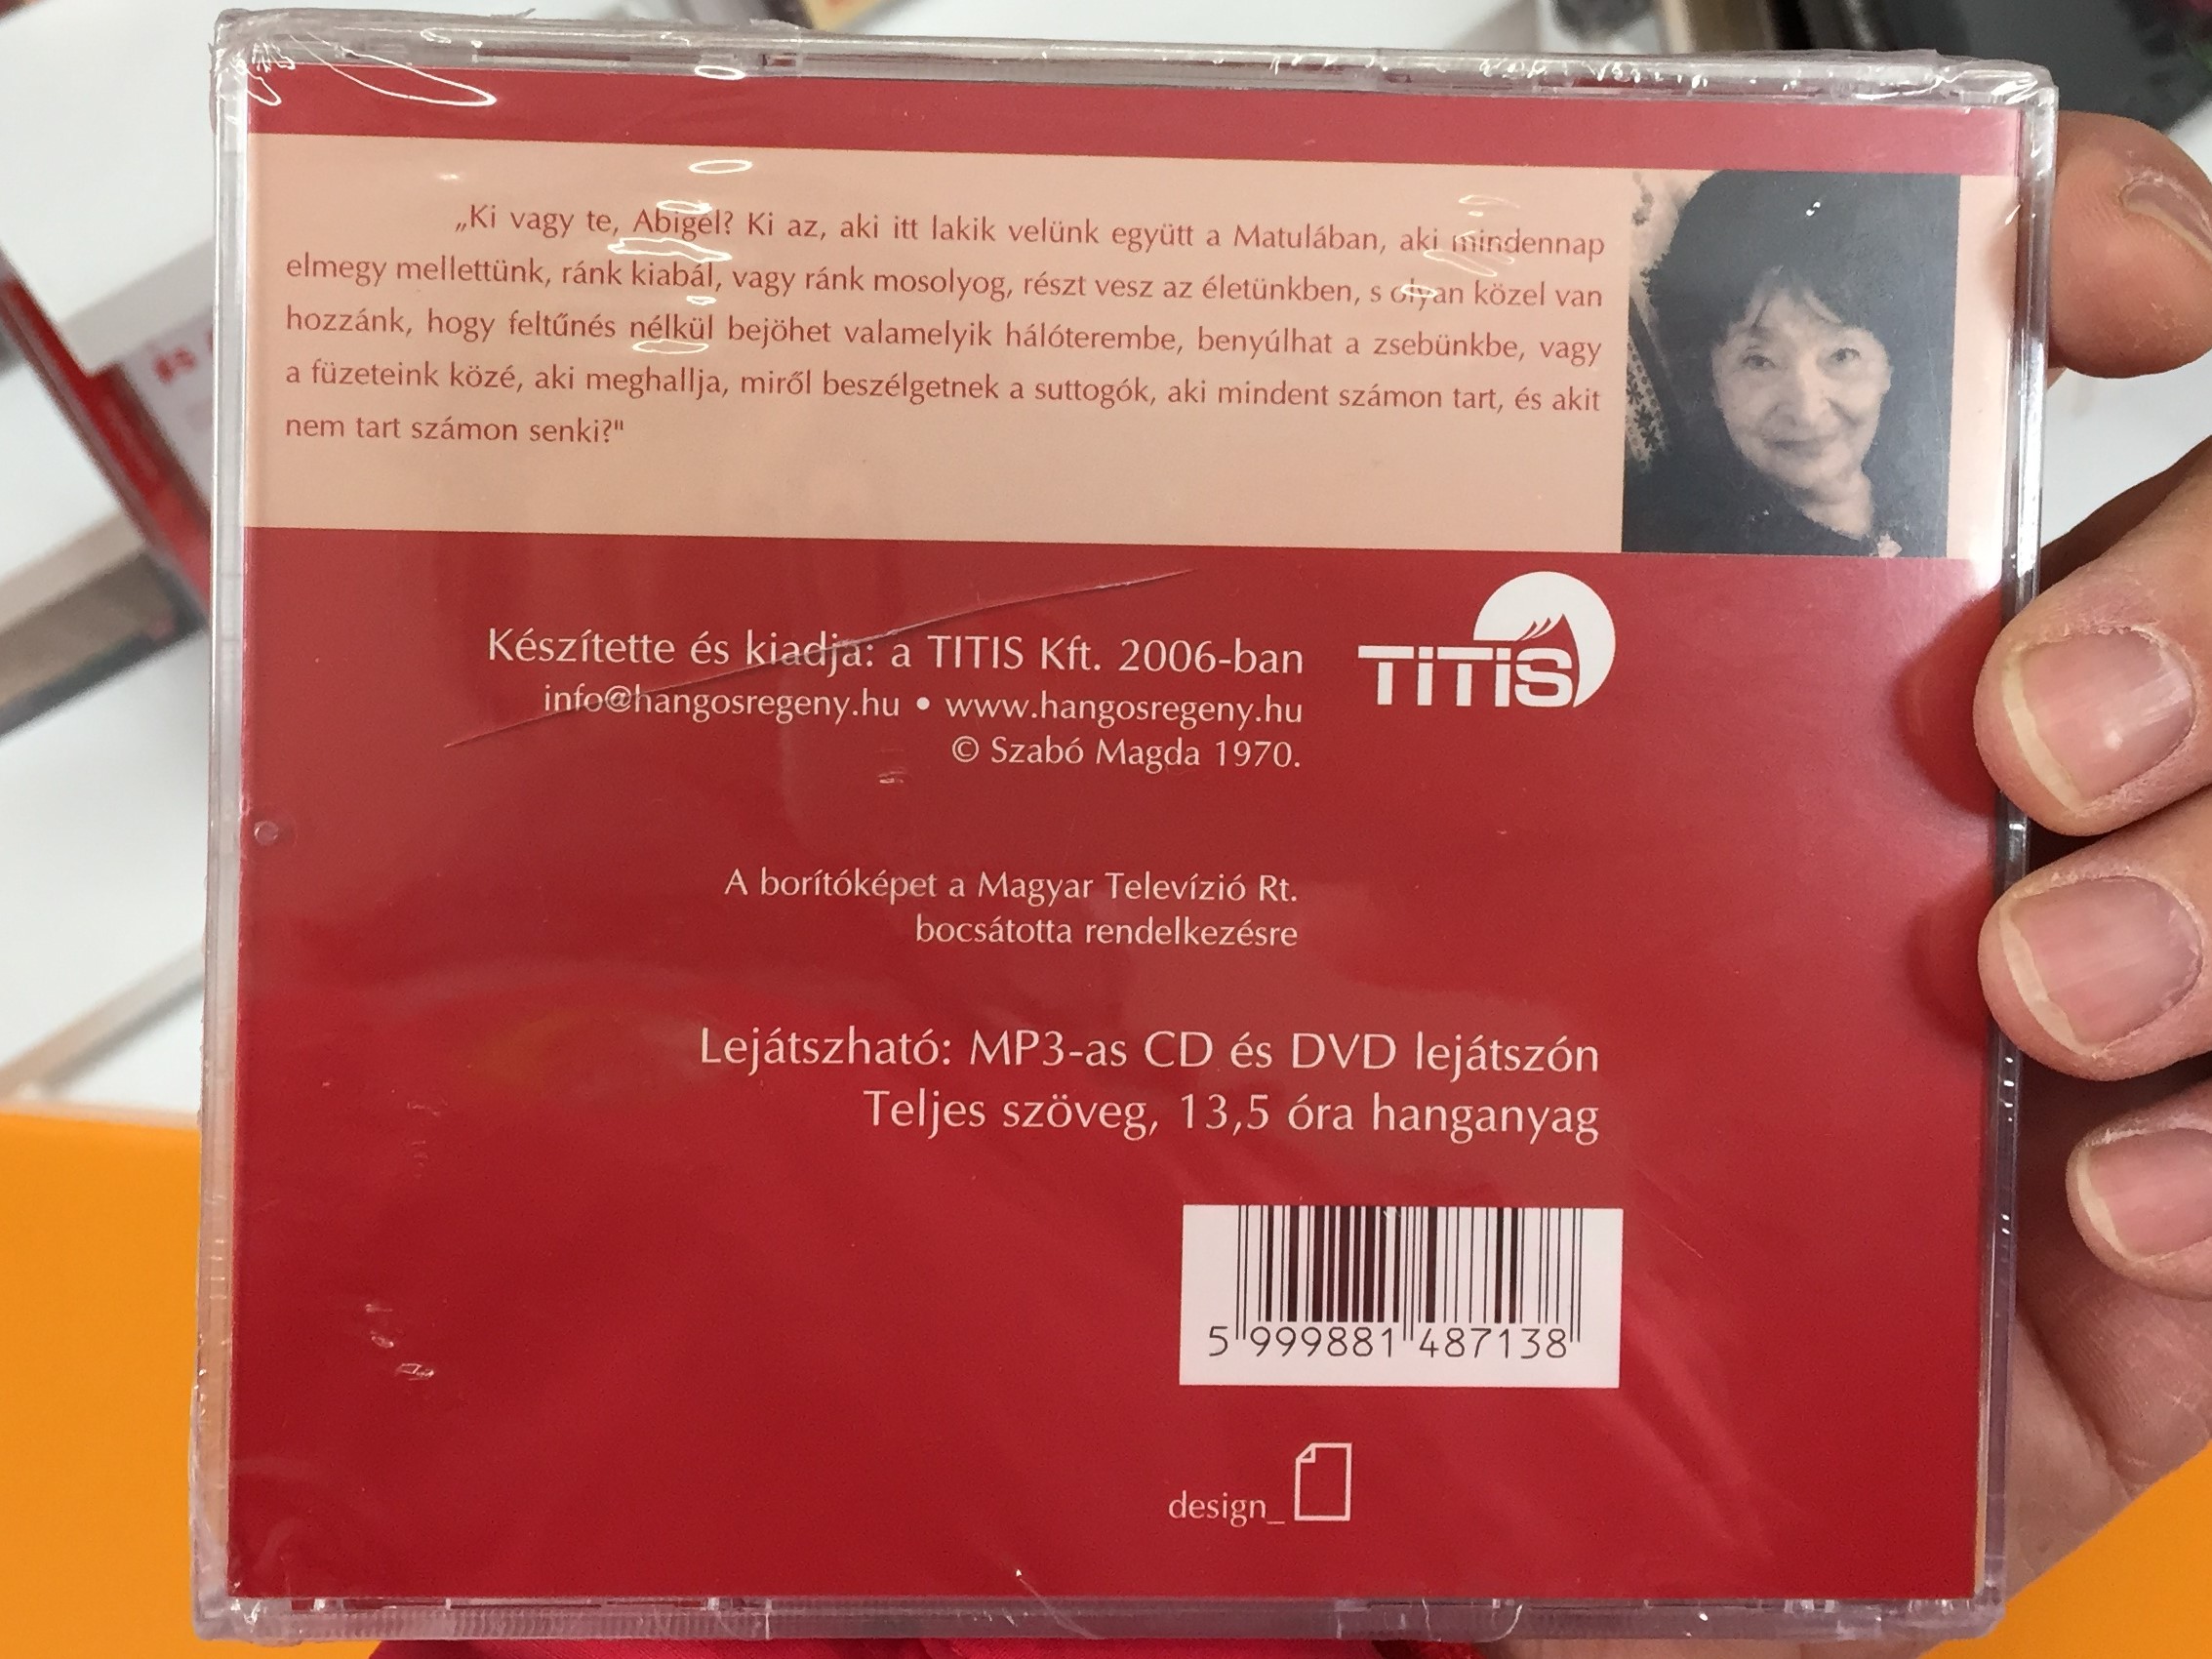 „Ki vagy te, Abigél? Ki az, aki itt lakik velünk együtt a Matulában, aki mindennap
elmegy mellettünk, ránk kiabál, vagy ránk mosolyog, részt vesz az életünkben, s olyan közel van
hozzánk, hogy feltűnés nélkül bejöhet valamelyik hálóterembe, benyúlhat a zsebünkbe, vagy
a füzeteink közé, aki meghallja, miről beszélgetnek a suttogók, aki mindent számon tart, és akit
nem tart számon senki?"
Készítette és kiadja: a TITIS Kft. 2006-ban
info@hangosregeny.hu • www.hangosregeny.hu
© Szabó Magda 1970.
TiTiS
A borítóképet a Magyar Televízió Rt.
bocsátotta rendelkezésre
Lejátszható: MP3-as CD és DVD lejátszón
Teljes szöveg, 13,5 óra hanganyag
5 999881 487138
design_